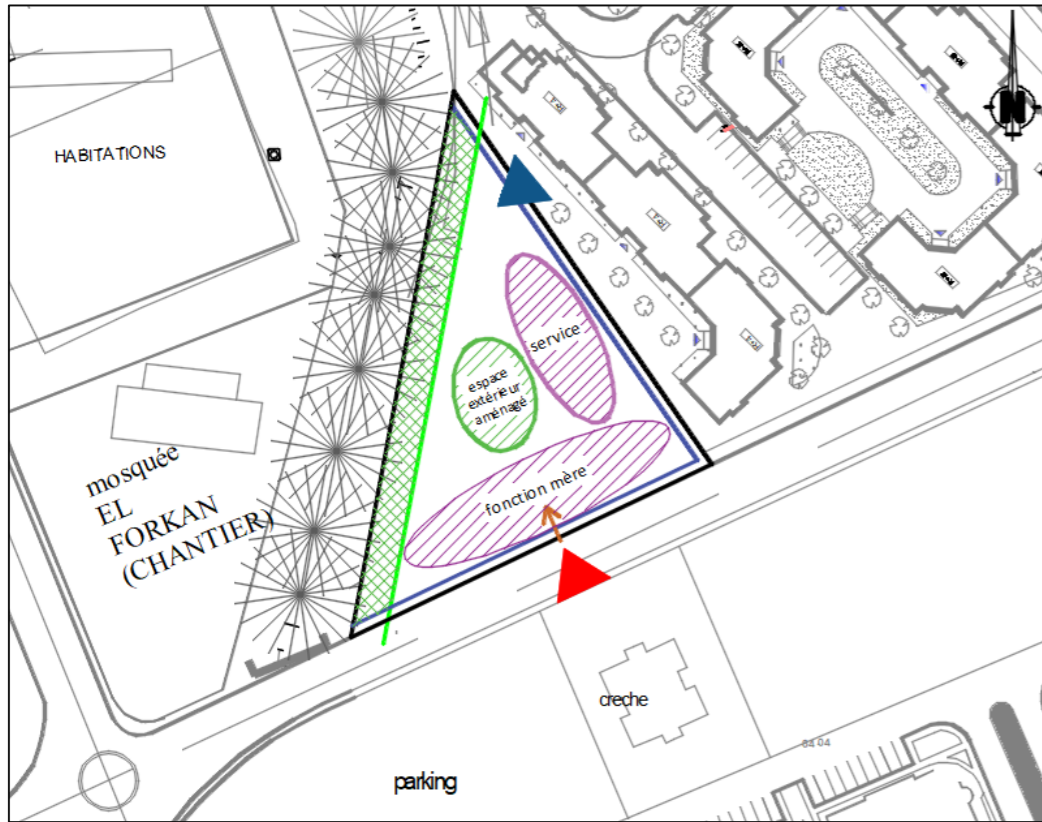 N
HABITATIONS
service
espace
extérieur
aménagé
fonction mère
mosquée
EL
FORKAN
(CHANTIER)
creche
parking